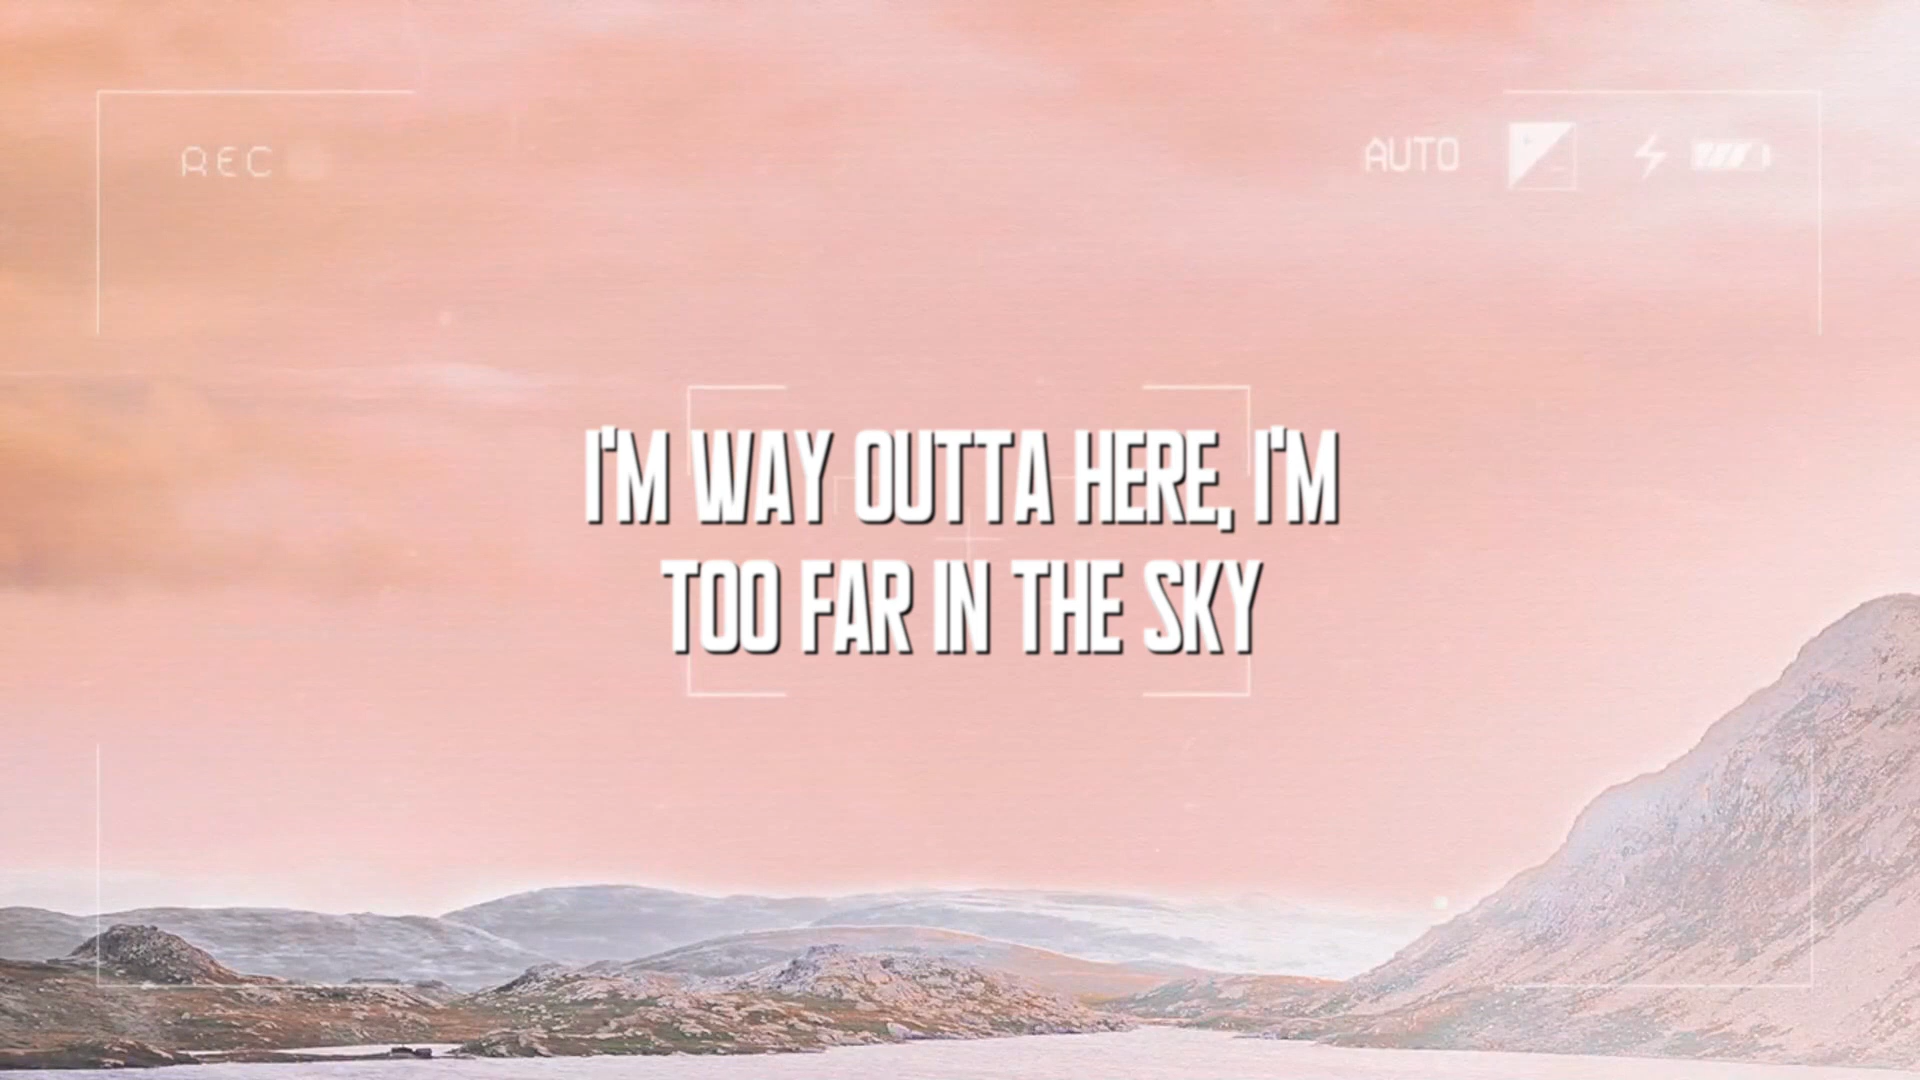 REC
AUTO
I'M WAY OUTTA HERE, I'M
TOO FAR IN THE SKY